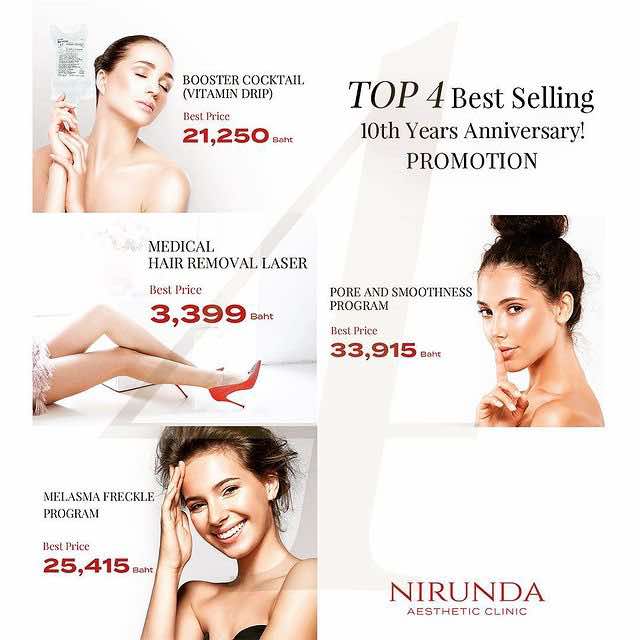 TOP 4 Best Selling
10th Years Anniversary!
PROMOTION
BOOSTER COCKTAIL
(VITAMIN DRIP)
Best Price
21,250 Baht
MEDICAL
HAIR REMOVAL LASER
Best Price
3,399 Baht
PORE AND SMOOTHNESS
PROGRAM
Best Price
33,915 Baht
MELASMA FRECKLE
PROGRAM
Best Price
25,415 Baht
NIRUNDA
AESTHETIC CLINIC